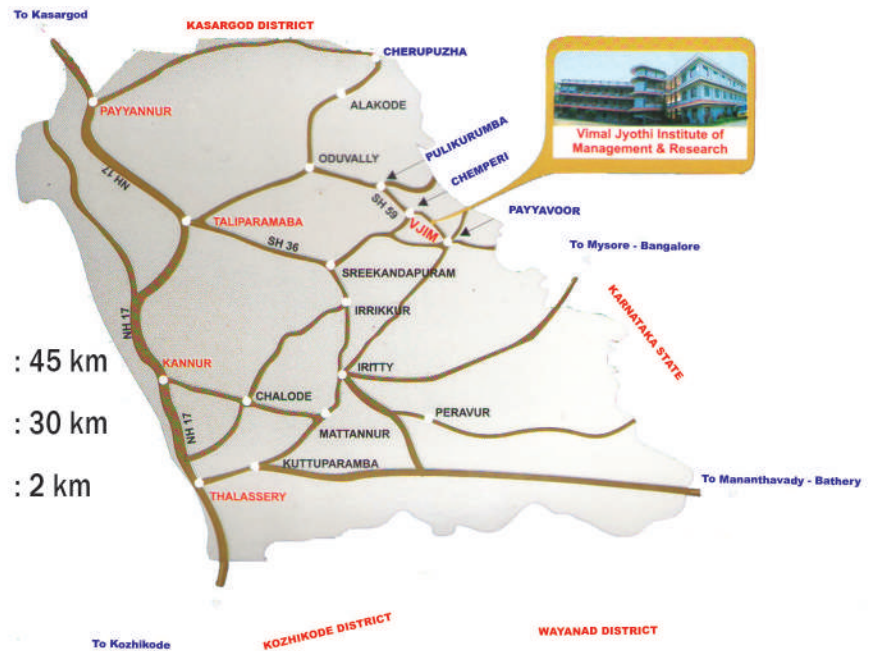 To Kasargod
KASARGOD DISTRICT
CHERUPUZHA
PAYYANNUR
ALAKODE
Vimal Jyothi Institute of
Management & Research
PULIKURUMBA
ODUVALLY
CHEMPERI
NH 17
SH 59
PAYYAVOOR
TALIPARAMABA
VJIM
SH 36
To Mysore - Bangalore
SREEKANDAPURAM
KARNATAKA STATE
IRRIKKUR
NH 17
: 45 km
KANNUR
IRITTY
CHALODE
: 30 km
PERAVUR
MATTANNUR
NH 17
KUTTUPARAMBA
: 2 km
THALASSERY
To Mananthavady - Bathery
KOZHIKODE DISTRICT
WAYANAD DISTRICT
To Kozhikode